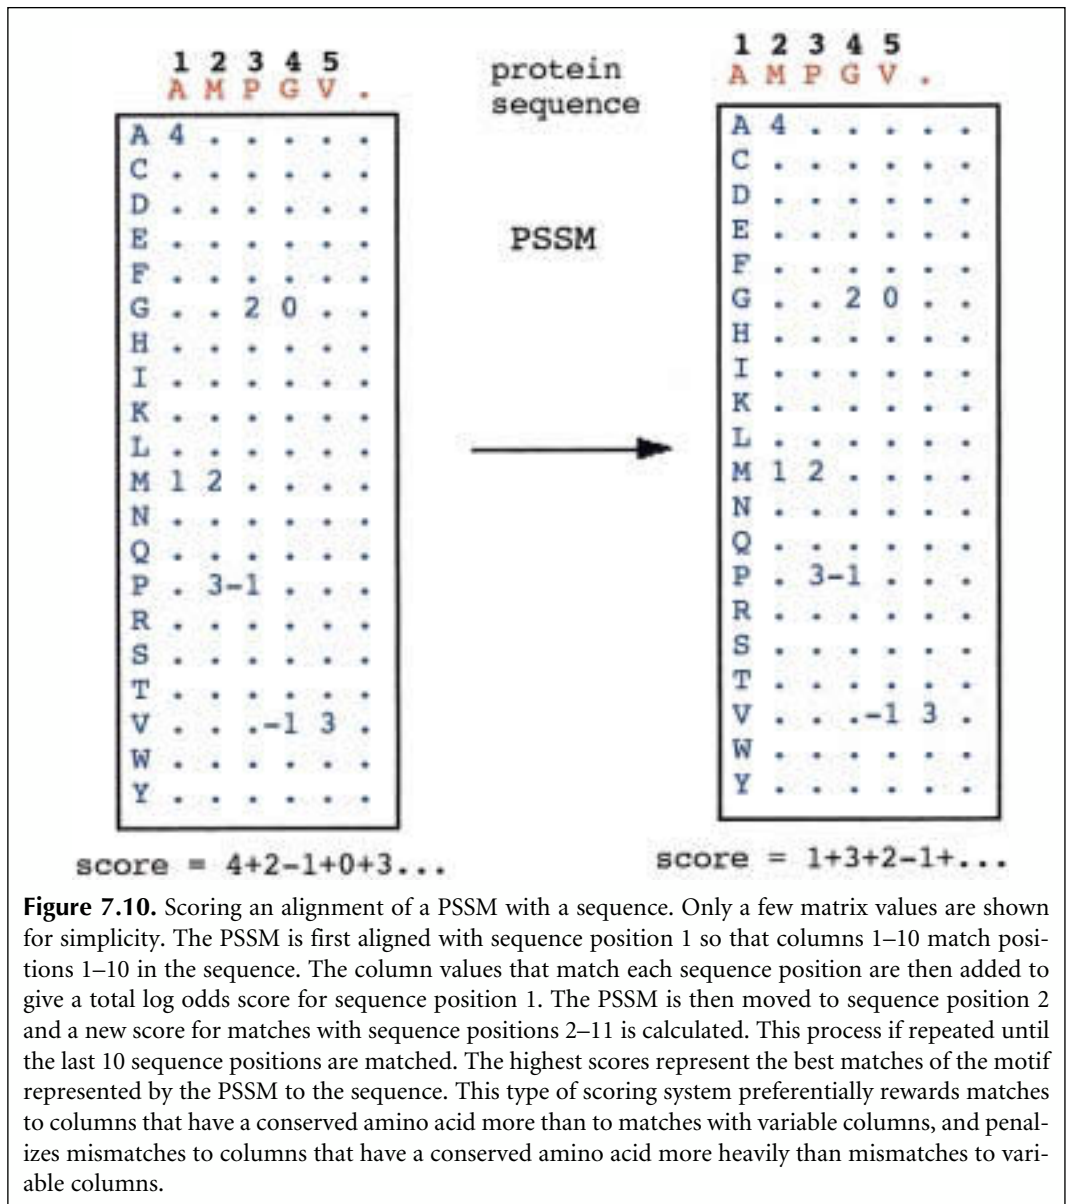 1 2 3 4 5
A M P G V .
A 4 . . . . .
C . . . . . .
D . . . . . .
E . . . . . .
F . . . . . .
G . . 2 0 . .
H . . . . . .
I . . . . . .
K . . . . . .
L . . . . . .
M 1 2 . . . .
N . . . . . .
Q . . . . . .
P . 3-1 . . .
R . . . . . .
S . . . . . .
T . . . . . .
V . . .-1 3 .
W . . . . . .
Y . . . . . .
score = 4+2-1+0+3...
protein
sequence
PSSM
1 2 3 4 5
A M P G V .
A 4 . . . . .
C . . . . . .
D . . . . . .
E . . . . . .
F . . . . . .
G . . 2 0 . .
H . . . . . .
I . . . . . .
K . . . . . .
L . . . . . .
M 1 2 . . . .
N . . . . . .
Q . . . . . .
P . 3-1 . . .
R . . . . . .
S . . . . . .
T . . . . . .
V . . .-1 3 .
W . . . . . .
Y . . . . . .
score = 1+3+2-1+...
Figure 7.10. Scoring an alignment of a PSSM with a sequence. Only a few matrix values are shown
for simplicity. The PSSM is first aligned with sequence position 1 so that columns 1–10 match posi-
tions 1–10 in the sequence. The column values that match each sequence position are then added to
give a total log odds score for sequence position 1. The PSSM is then moved to sequence position 2
and a new score for matches with sequence positions 2–11 is calculated. This process if repeated until
the last 10 sequence positions are matched. The highest scores represent the best matches of the motif
represented by the PSSM to the sequence. This type of scoring system preferentially rewards matches
to columns that have a conserved amino acid more than to matches with variable columns, and penal-
izes mismatches to columns that have a conserved amino acid more heavily than mismatches to vari-
able columns.